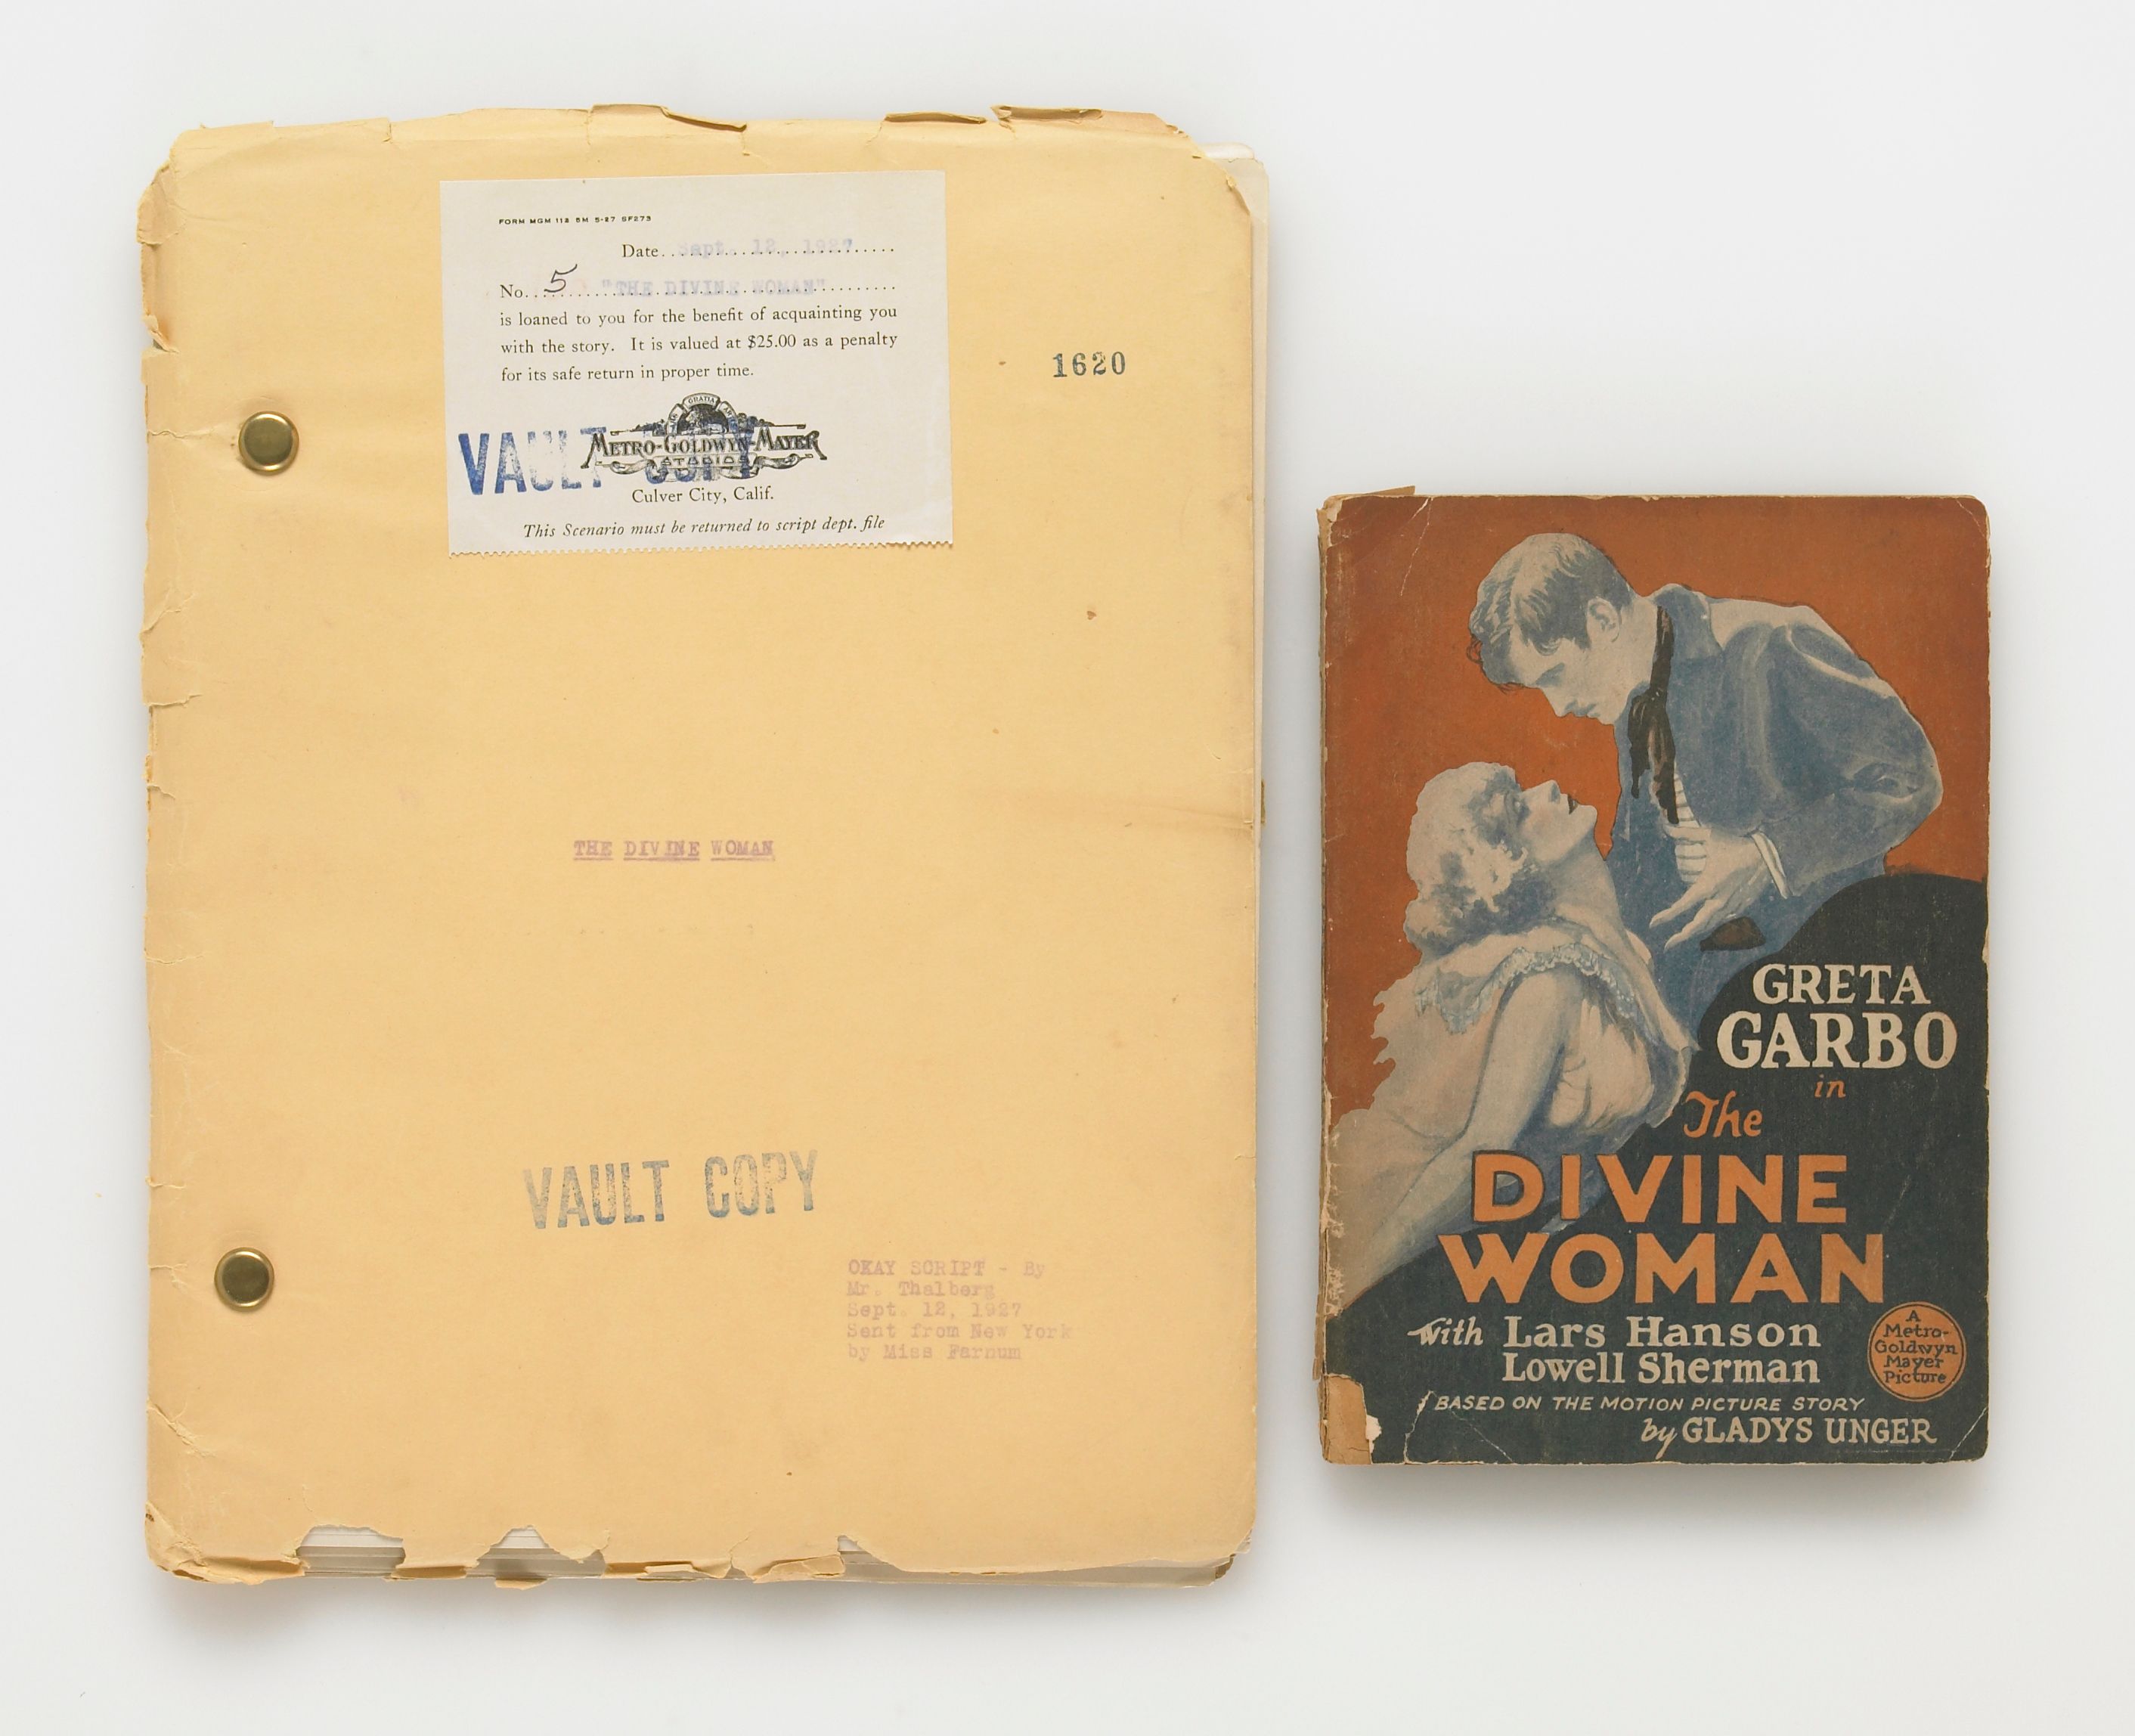 FORM MGM 112 5M 5-27 SF273
Date Sept. 12, 1927
No. 5 "THE DIVINE WOMAN"
is loaned to you for the benefit of acquainting you
with the story. It is valued at $25.00 as a penalty
for its safe return in proper time.
VAULT COPY
GRATIA
METRO-GOLDWYN-MAYER
STUDIOS
Culver City, Calif.
This Scenario must be returned to script dept. file
1620
THE DIVINE WOMAN
VAULT COPY
OKAY SCRIPT - By
Mr. Thalberg
Sept. 12, 1927
Sent from New York
by Miss Farnum
GRETA
GARBO
in
The
DIVINE
WOMAN
with Lars Hanson
Lowell Sherman
A
Metro-
Goldwyn
Mayer
Picture
BASED ON THE MOTION PICTURE STORY
by GLADYS UNGER